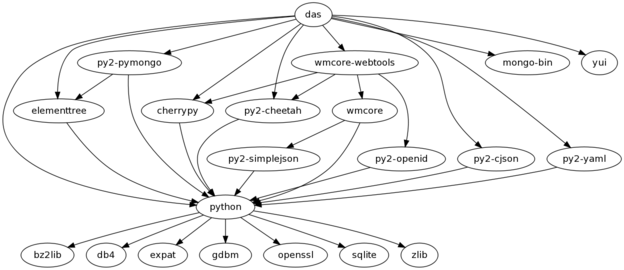 das
py2-pymongo wmcore-webtools mongo-bin yui
elementtree cherrypy py2-cheetah wmcore
py2-simplejson py2-openid py2-cjson py2-yaml
python
bz2lib db4 expat gdbm openssl sqlite zlib